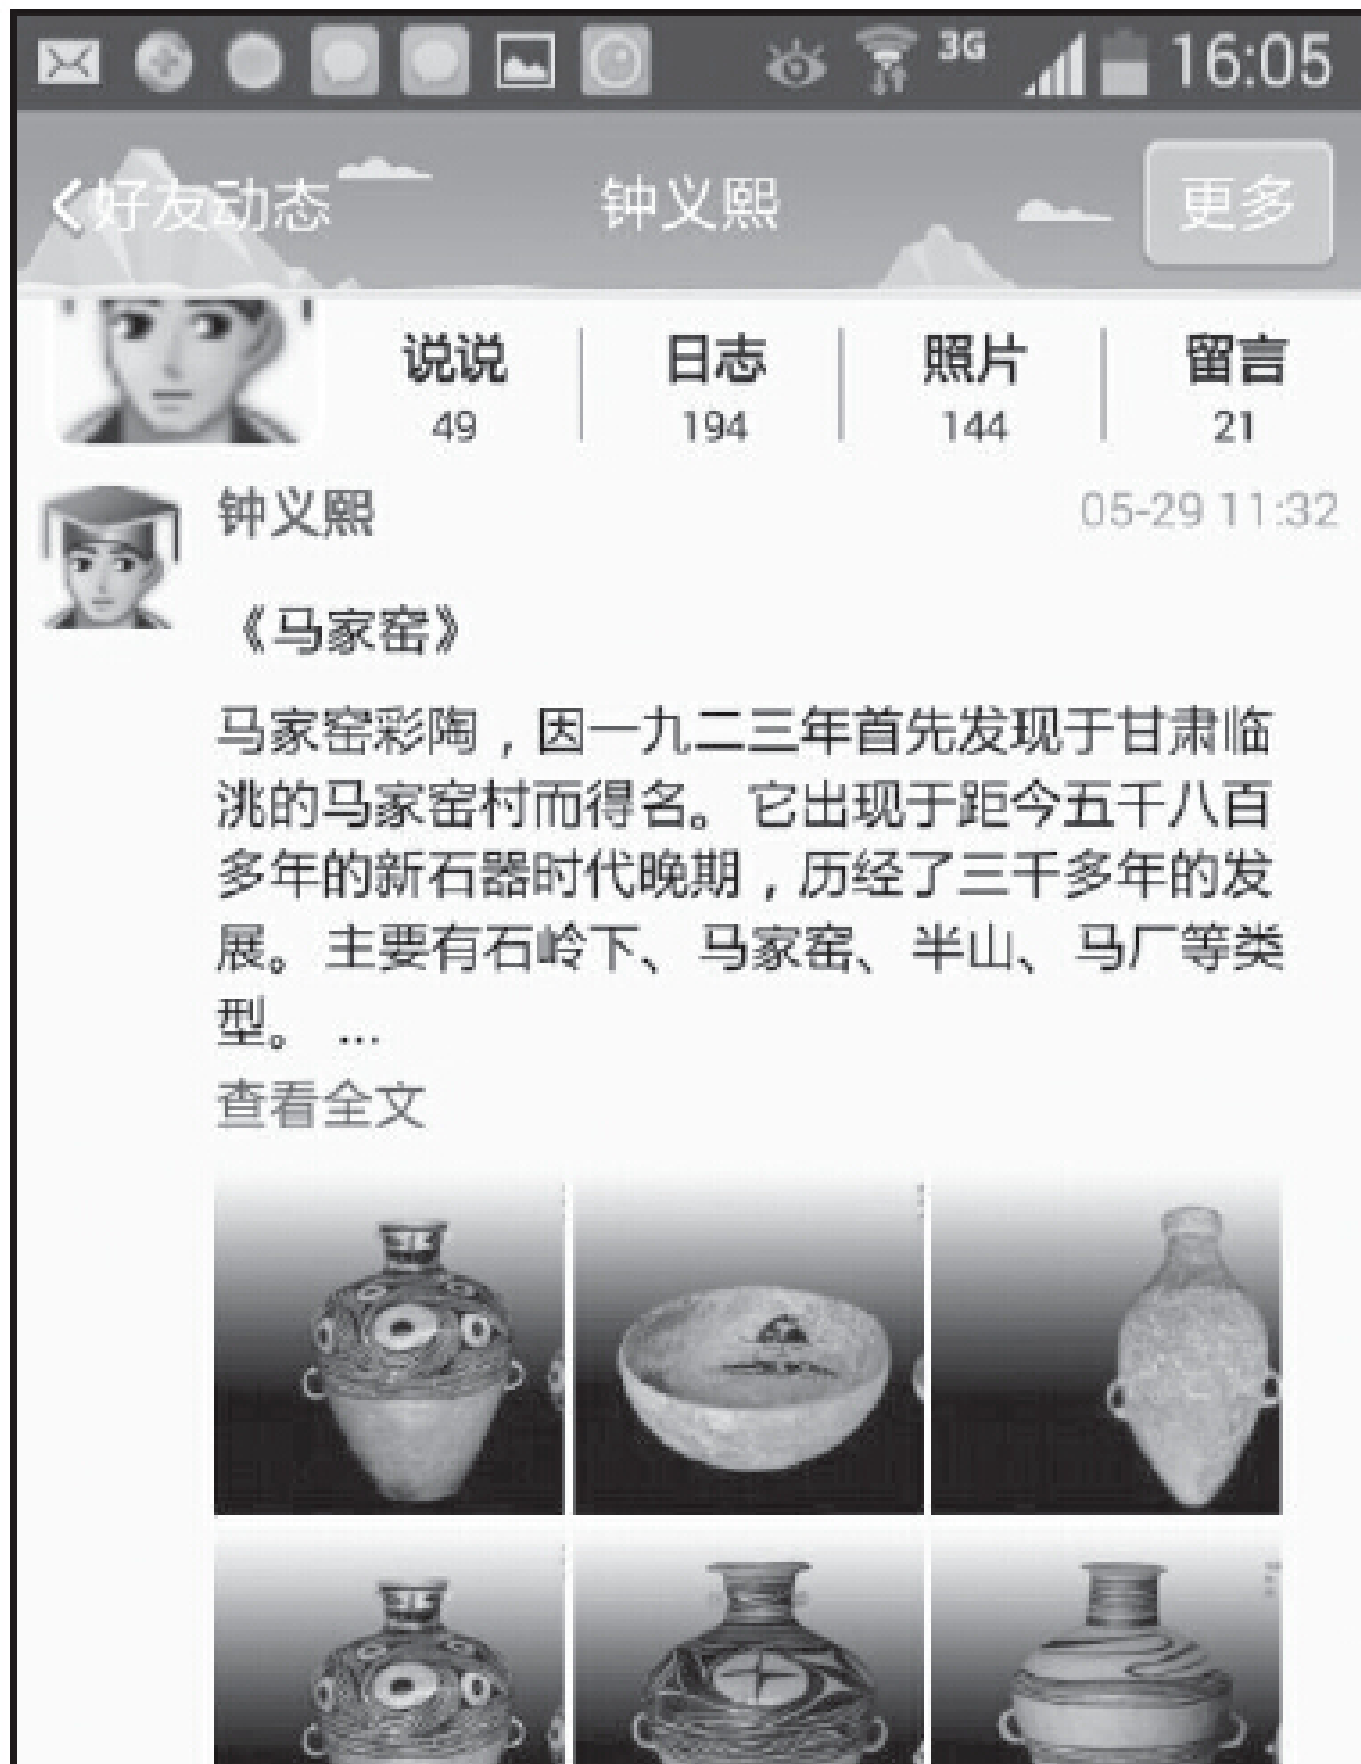 3G 16:05
好友动态 钟义熙 更多
说说 日志 照片 留言
49 194 144 21
钟义熙 05-29 11:32
《马家窑》
马家窑彩陶，因一九二三年首先发现于甘肃临
洮的马家窑村而得名。它出现于距今五千八百
多年的新石器时代晚期，历经了三千多年的发
展。主要有石岭下、马家窑、半山、马厂等类
型。 ...
查看全文